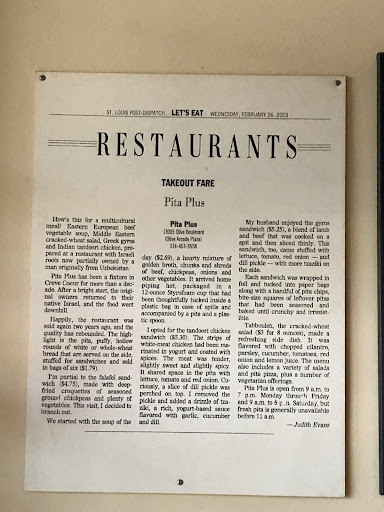 ST. LOUIS POST-DISPATCH LET'S EAT WEDNESDAY, FEBRUARY 26, 2003
RESTAURANTS
TAKEOUT FARE
Pita Plus
How's this for a multicultural
meal? Eastern European beef
vegetable soup, Middle Eastern
cracked-wheat salad, Greek gyros
and Indian tandoori chicken, pre-
pared at a restaurant with Israeli
roots now partially owned by a
man originally from Uzbekistan.
Pita Plus has been a fixture in
Creve Coeur for more than a dec-
ade. After a bright start, the origi-
nal owners returned to their
native Israel, and the food went
downhill.
Happily, the restaurant was
sold again two years ago, and the
quality has rebounded. The high-
light is the pita, puffy, hollow
rounds of white or whole-wheat
bread that are served on the side,
stuffed for sandwiches and sold
in bags of six ($1.79).
I'm partial to the falafel sand-
wich ($4.75), made with deep-
fried croquettes of seasoned
ground chickpeas and plenty of
vegetables. This visit, I decided to
branch out.
We started with the soup of the
Pita Plus
13005 Olive Boulevard
(Olive Arcade Plaza)
314-453-9558
day ($2.69), a hearty mixture of
golden broth, chunks and shreds
of beef, chickpeas, onions and
other vegetables. It arrived home
piping hot, packaged in a
12-ounce Styrofoam cup that had
been thoughtfully tucked inside a
plastic bag in case of spills and
accompanied by a pita and a plas-
tic spoon.
I opted for the tandoori chicken
sandwich ($5.30). The strips of
white-meat chicken had been ma-
rinated in yogurt and coated with
spices. The meat was tender,
slightly sweet and slightly spicy.
It shared space in the pita with
lettuce, tomato and red onion. Cu-
riously, a slice of dill pickle was
perched on top. I removed the
pickle and added a drizzle of tza-
ziki, a rich, yogurt-based sauce
flavored with garlic, cucumber
and dill.
My husband enjoyed the gyros
sandwich ($5.25), a blend of lamb
and beef that was cooked on a
spit and then sliced thinly. This
sandwich, too, came stuffed with
lettuce, tomato, red onion — and
dill pickle — with more tzaziki on
the side.
Each sandwich was wrapped in
foil and tucked into paper bags
along with a handful of pita chips,
bite-size squares of leftover pitas
that had been seasoned and
baked until crunchy and irresist-
ible.
Tabbouleh, the cracked-wheat
salad ($3 for 8 ounces), made a
refreshing side dish. It was
flavored with chopped cilantro,
parsley, cucumber, tomatoes, red
onion and lemon juice. The menu
also includes a variety of salads
and pita pizza, plus a number of
vegetarian offerings.
Pita Plus is open from 9 a.m. to
7 p.m. Monday through Friday
and 9 a.m. to 6 p.m. Saturday, but
fresh pita is generally unavailable
before 11 a.m.
— Judith Evans